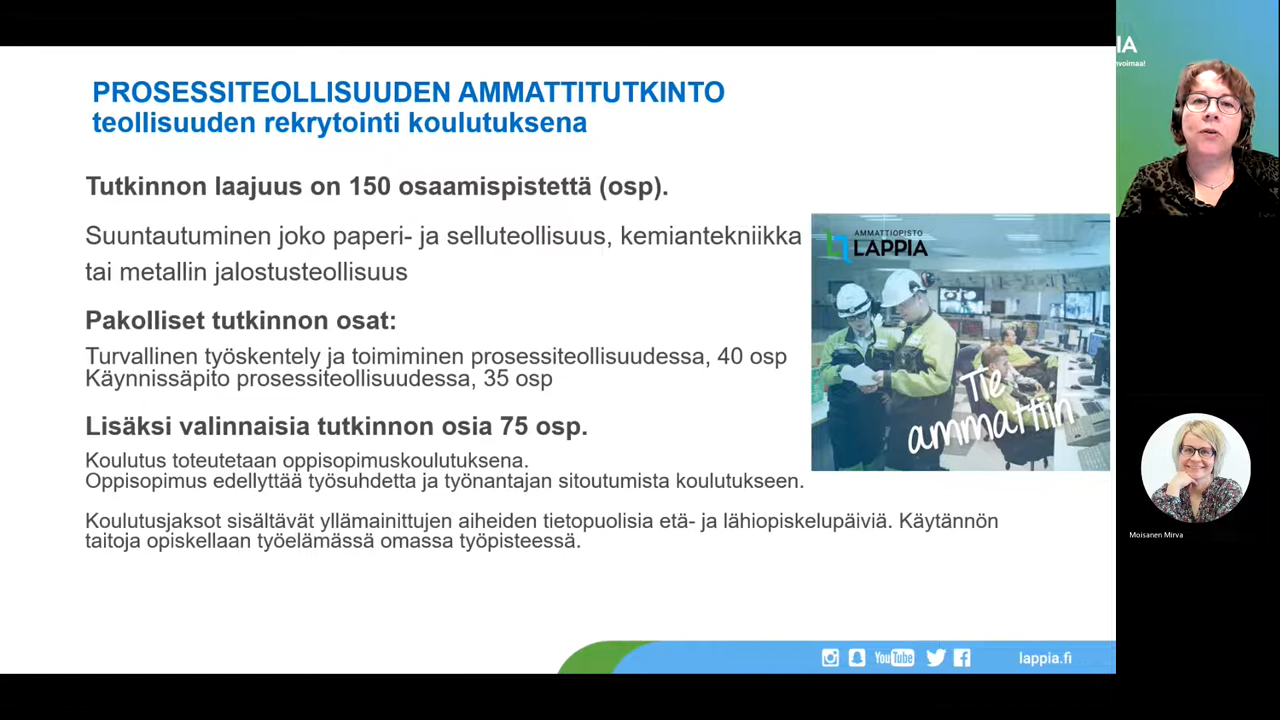 PROSESSITEOLLISUUDEN AMMATTITUTKINTO
teollisuuden rekrytointi koulutuksena
Tutkinnon laajuus on 150 osaamispistettä (osp).
Suuntautuminen joko paperi- ja selluteollisuus, kemiantekniikka
tai metallin jalostusteollisuus
Pakolliset tutkinnon osat:
Turvallinen työskentely ja toimiminen prosessiteollisuudessa, 40 osp
Käynnissäpito prosessiteollisuudessa, 35 osp
Lisäksi valinnaisia tutkinnon osia 75 osp.
Koulutus toteutetaan oppisopimuskoulutuksena.
Oppisopimus edellyttää työsuhdetta ja työnantajan sitoutumista koulutukseen.
Koulutusjaksot sisältävät yllämainittujen aiheiden tietopuolisia etä- ja lähiopiskelupäiviä. Käytännön
taitoja opiskellaan työelämässä omassa työpisteessä.
AMMATTIOPISTO
LAPPIA
Tie
ammattiin
YouTube
lappia.fi
IA
nvoimaa!
Moisanen Mirva